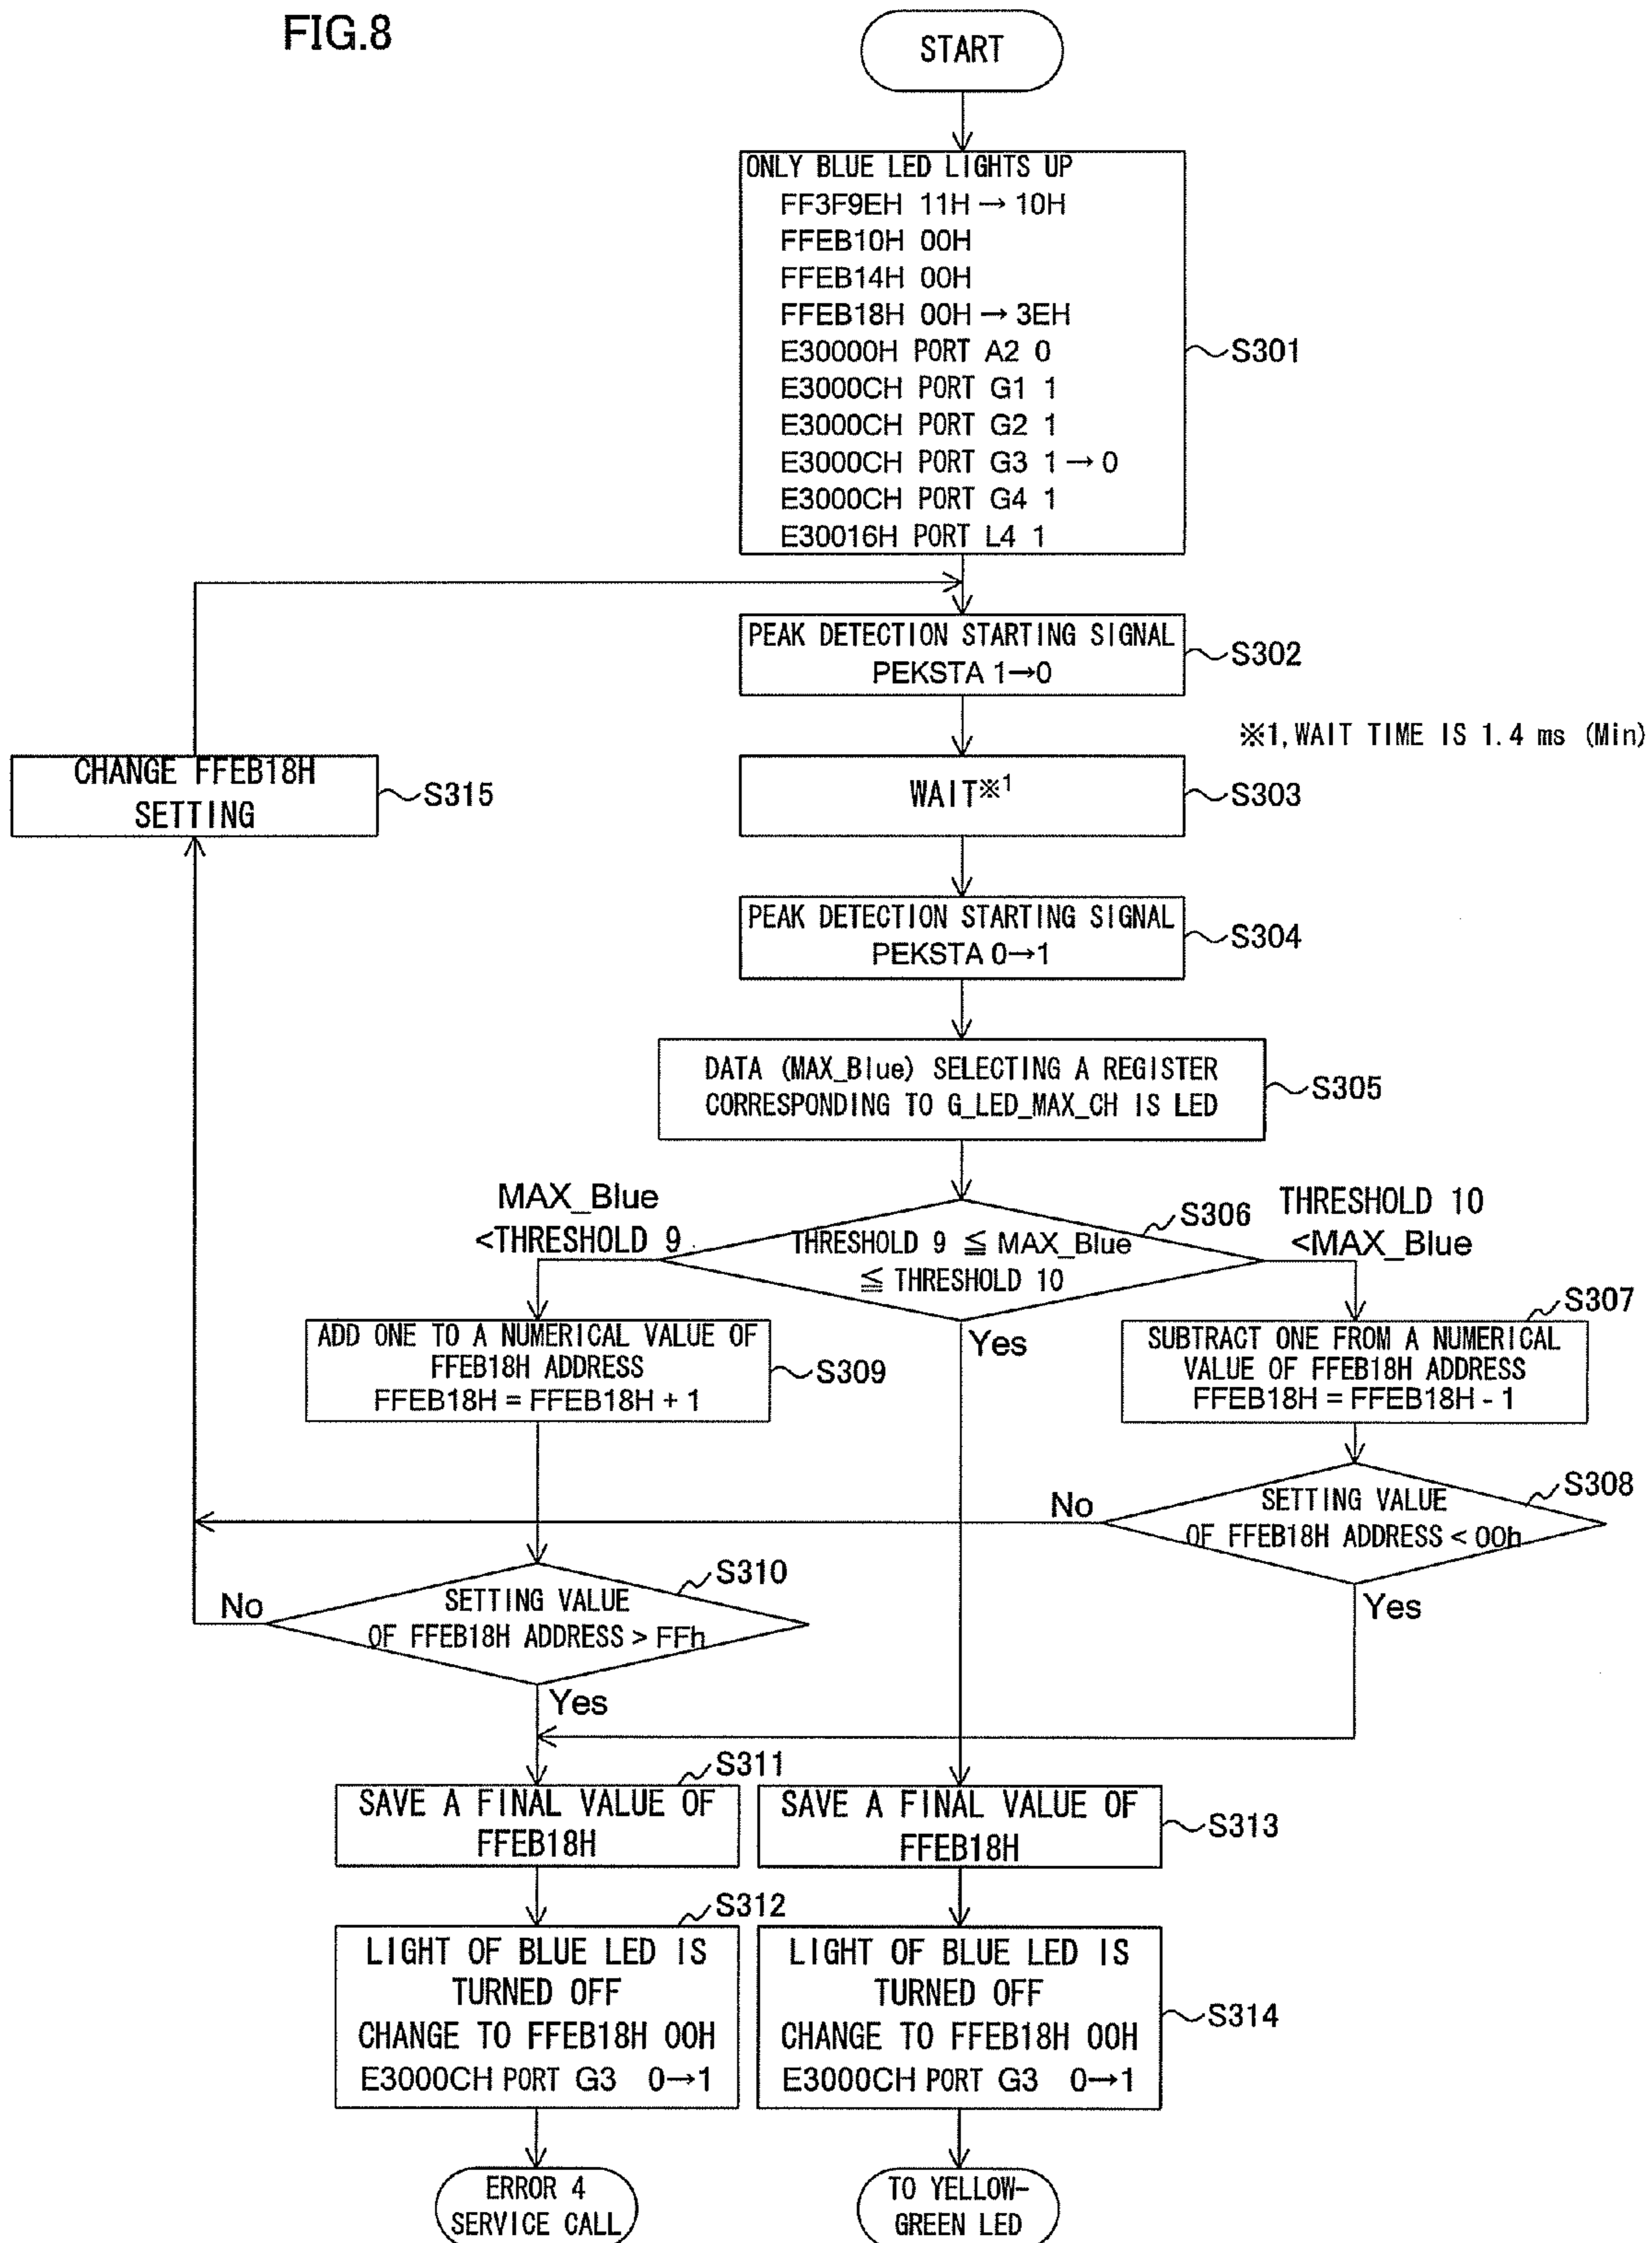 FIG.8
START
ONLY BLUE LED LIGHTS UP
FF3F9EH 11H → 10H
FFEB10H 00H
FFEB14H 00H
FFEB18H 00H → 3EH
E30000H PORT A2 0
E3000CH PORT G1 1
E3000CH PORT G2 1
E3000CH PORT G3 1 → 0
E3000CH PORT G4 1
E30016H PORT L4 1
S301
PEAK DETECTION STARTING SIGNAL
PEKSTA 1→0
S302
※1,WAIT TIME IS 1.4 ms (Min)
CHANGE FFEB18H
SETTING
S315
WAIT※1
S303
PEAK DETECTION STARTING SIGNAL
PEKSTA 0→1
S304
DATA (MAX_Blue) SELECTING A REGISTER
CORRESPONDING TO G_LED_MAX_CH IS LED
S305
MAX_Blue
<THRESHOLD 9
THRESHOLD 9 ≦ MAX_Blue
≦ THRESHOLD 10
S306
THRESHOLD 10
<MAX_Blue
Yes
S307
ADD ONE TO A NUMERICAL VALUE OF
FFEB18H ADDRESS
FFEB18H = FFEB18H + 1
S309
SUBTRACT ONE FROM A NUMERICAL
VALUE OF FFEB18H ADDRESS
FFEB18H = FFEB18H - 1
No
SETTING VALUE
OF FFEB18H ADDRESS < 00h
S308
Yes
No
SETTING VALUE
OF FFEB18H ADDRESS > FFh
S310
Yes
S311
SAVE A FINAL VALUE OF
FFEB18H
SAVE A FINAL VALUE OF
FFEB18H
S313
S312
LIGHT OF BLUE LED IS
TURNED OFF
CHANGE TO FFEB18H 00H
E3000CH PORT G3 0→1
LIGHT OF BLUE LED IS
TURNED OFF
CHANGE TO FFEB18H 00H
E3000CH PORT G3 0→1
S314
ERROR 4
SERVICE CALL
TO YELLOW-
GREEN LED